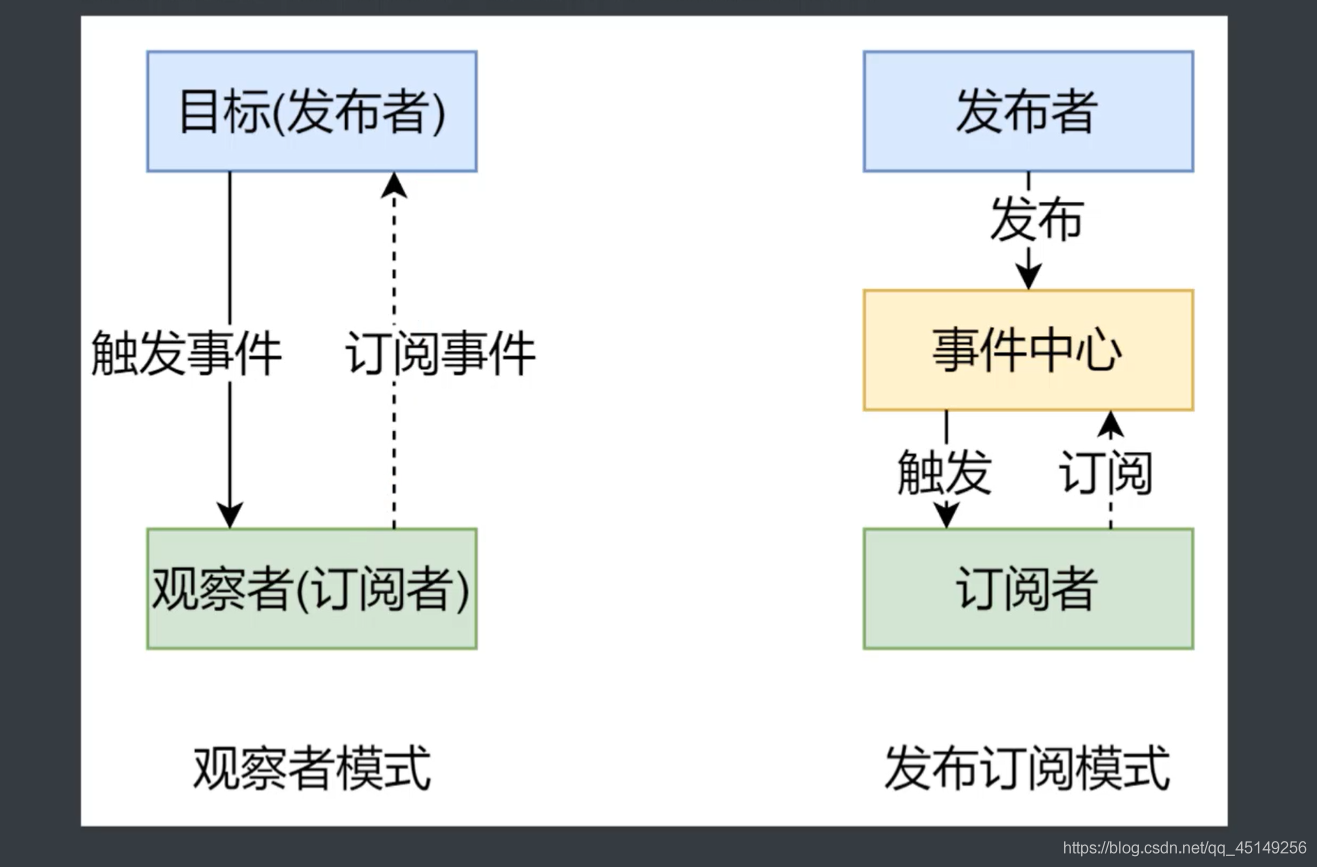 目标(发布者)
触发事件
订阅事件
观察者(订阅者)
观察者模式
发布者
发布
事件中心
触发
订阅
订阅者
发布订阅模式
https://blog.csdn.net/qq_45149256